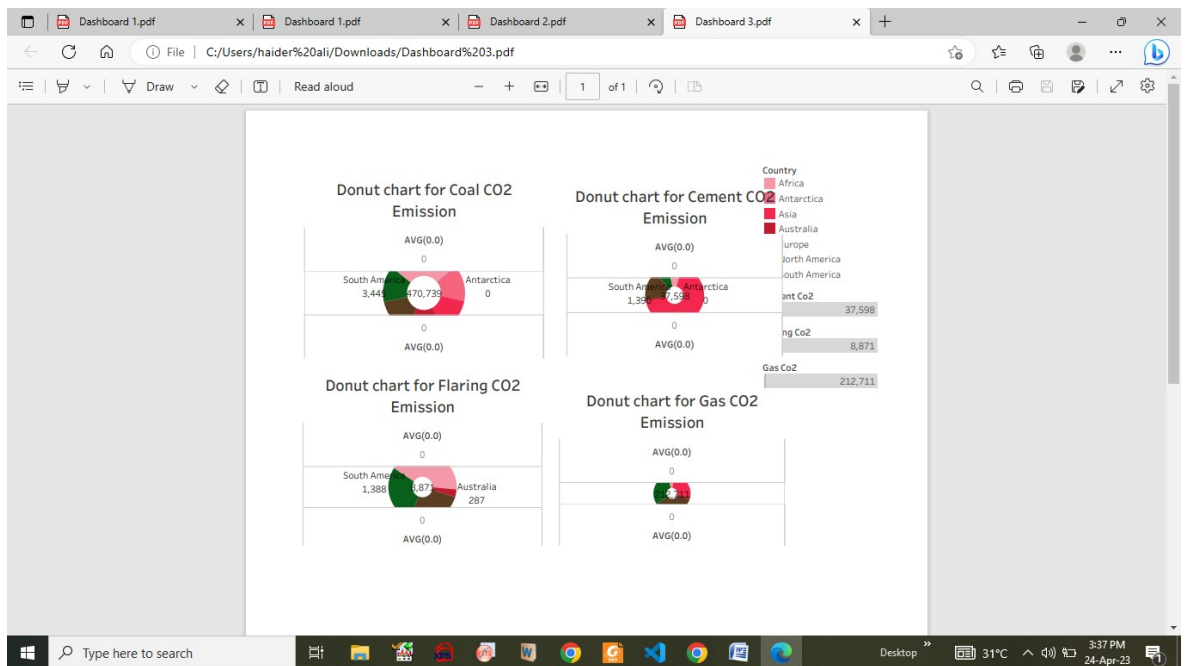 Dashboard 1.pdf
Dashboard 1.pdf
Dashboard 2.pdf
Dashboard 3.pdf
File C:/Users/haider%20ali/Downloads/Dashboard%203.pdf
Draw
Read aloud
1 of 1
Donut chart for Coal CO2
Emission
AVG(0.0)
0
South America
3,445
470,739
Antarctica
0
0
AVG(0.0)
Donut chart for Cement CO2
Emission
AVG(0.0)
0
South America
1,390
37,598
Antarctica
0
0
AVG(0.0)
Country
Africa
Antarctica
Asia
Australia
urope
orth America
outh America
ent Co2
37,598
ng Co2
8,871
Gas Co2
212,711
Donut chart for Flaring CO2
Emission
AVG(0.0)
0
South Ame
1,388
8,871
Australia
287
0
AVG(0.0)
Donut chart for Gas CO2
Emission
AVG(0.0)
0
212,711
0
AVG(0.0)
Type here to search
Desktop
31°C
3:37 PM
24-Apr-23